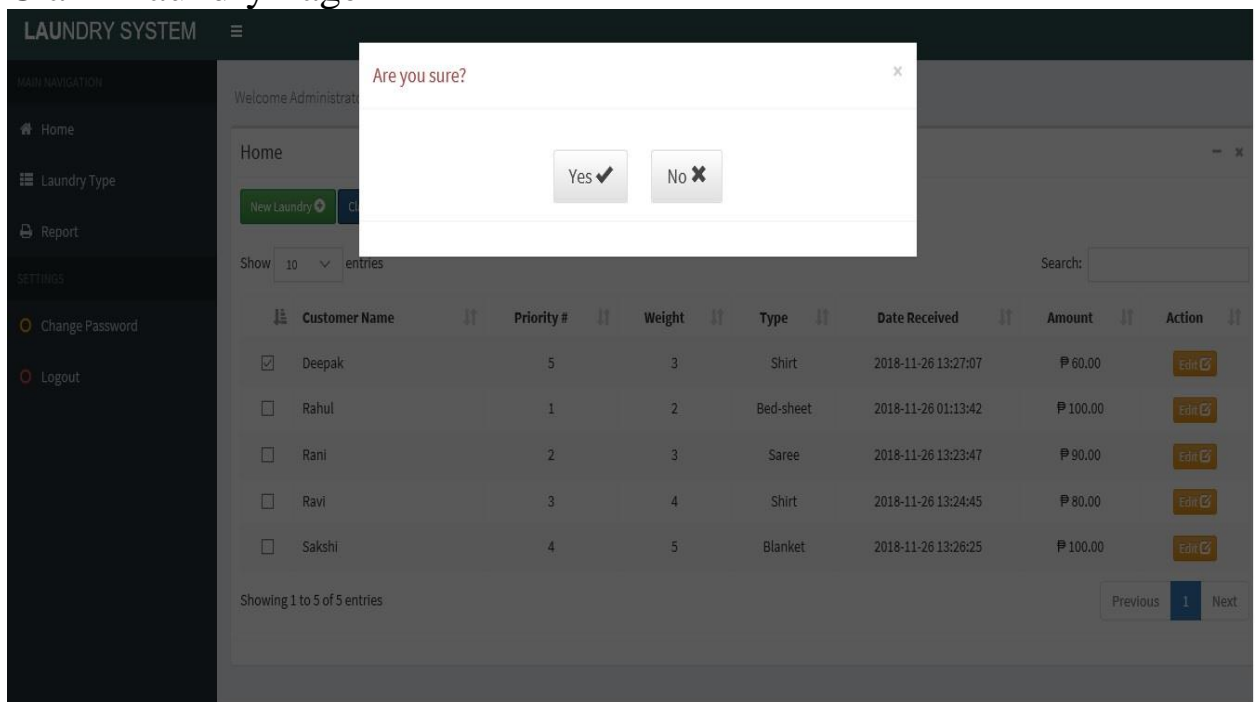 LAUNDRY SYSTEM
Are you sure?
MAIN NAVIGATION
Welcome Administrato
Home
Home
Yes
No
Laundry Type
New Laundry
Cl
Report
Show 10 entries
Search:
SETTINGS
Customer Name Priority # Weight Type Date Received Amount Action
Change Password
Deepak 5 3 Shirt 2018-11-26 13:27:07 ₱ 60.00 Edit
Logout
Rahul 1 2 Bed-sheet 2018-11-26 01:13:42 ₱ 100.00 Edit
Rani 2 3 Saree 2018-11-26 13:23:47 ₱ 90.00 Edit
Ravi 3 4 Shirt 2018-11-26 13:24:45 ₱ 80.00 Edit
Sakshi 4 5 Blanket 2018-11-26 13:26:25 ₱ 100.00 Edit
Showing 1 to 5 of 5 entries
Previous 1 Next